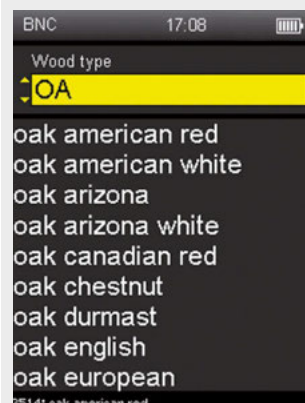 BNC 17:08
Wood type
OA
oak american red
oak american white
oak arizona
oak arizona white
oak canadian red
oak chestnut
oak durmast
oak english
oak european
oak american red